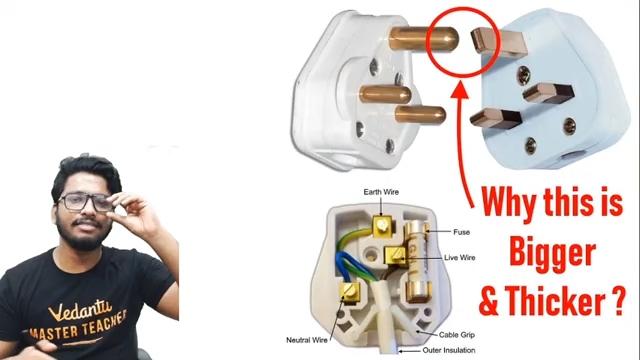 Earth Wire
Fuse
Live Wire
Neutral Wire
Cable Grip
Outer Insulation
Why this is
Bigger
& Thicker ?
Vedantu
MASTER TEACHER